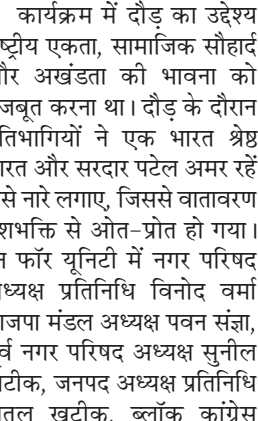 कार्यक्रम में दौड़ का उद्देश्य
ष्ट्रीय एकता, सामाजिक सौहार्द
और अखंडता की भावना को
जबूत करना था। दौड़ के दौरान
तिभागियों ने एक भारत श्रेष्ठ
ारत और सरदार पटेल अमर रहें
से नारे लगाए, जिससे वातावरण
शभक्ति से ओत-प्रोत हो गया।
न फॉर यूनिटी में नगर परिषद
ध्यक्ष प्रतिनिधि विनोद वर्मा
ाजपा मंडल अध्यक्ष पवन संज्ञा,
र्व नगर परिषद अध्यक्ष सुनील
टीक, जनपद अध्यक्ष प्रतिनिधि
तल खटीक, ब्लॉक कांग्रेस